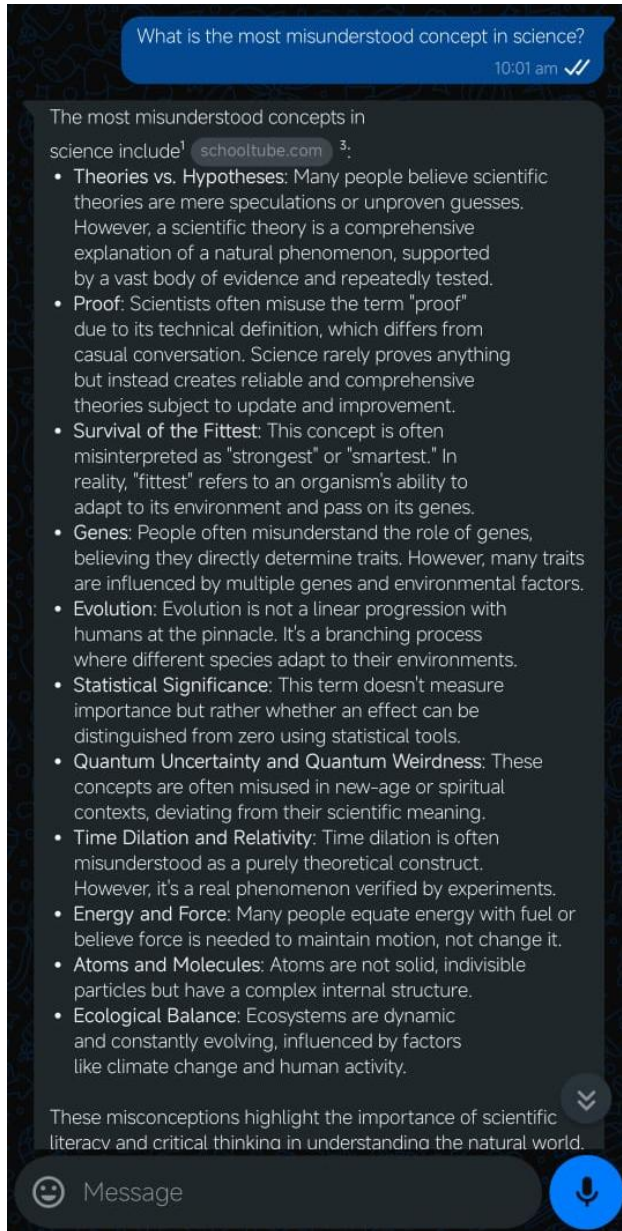 What is the most misunderstood concept in science?
10:01 am
The most misunderstood concepts in
science include¹ schooltube.com ³:
• Theories vs. Hypotheses: Many people believe scientific
theories are mere speculations or unproven guesses.
However, a scientific theory is a comprehensive
explanation of a natural phenomenon, supported
by a vast body of evidence and repeatedly tested.
• Proof: Scientists often misuse the term "proof"
due to its technical definition, which differs from
casual conversation. Science rarely proves anything
but instead creates reliable and comprehensive
theories subject to update and improvement.
• Survival of the Fittest: This concept is often
misinterpreted as "strongest" or "smartest." In
reality, "fittest" refers to an organism's ability to
adapt to its environment and pass on its genes.
• Genes: People often misunderstand the role of genes,
believing they directly determine traits. However, many traits
are influenced by multiple genes and environmental factors.
• Evolution: Evolution is not a linear progression with
humans at the pinnacle. It's a branching process
where different species adapt to their environments.
• Statistical Significance: This term doesn't measure
importance but rather whether an effect can be
distinguished from zero using statistical tools.
• Quantum Uncertainty and Quantum Weirdness: These
concepts are often misused in new-age or spiritual
contexts, deviating from their scientific meaning.
• Time Dilation and Relativity: Time dilation is often
misunderstood as a purely theoretical construct.
However, it's a real phenomenon verified by experiments.
• Energy and Force: Many people equate energy with fuel or
believe force is needed to maintain motion, not change it.
• Atoms and Molecules: Atoms are not solid, indivisible
particles but have a complex internal structure.
• Ecological Balance: Ecosystems are dynamic
and constantly evolving, influenced by factors
like climate change and human activity.
These misconceptions highlight the importance of scientific
literacy and critical thinking in understanding the natural world.
Message